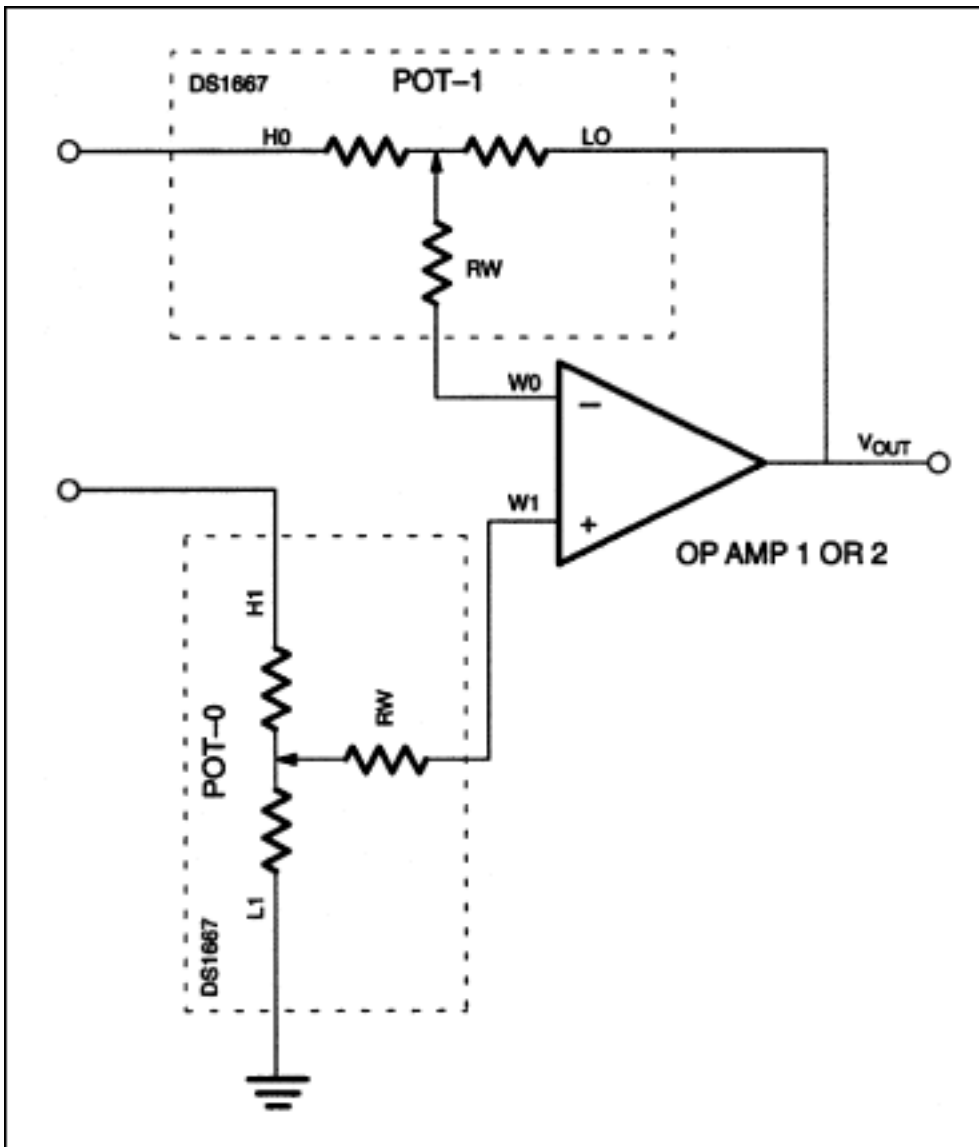 DS1667
POT–1
H0
LO
RW
W0
–
VOUT
W1
+
OP AMP 1 OR 2
H1
RW
POT–0
L1
DS1667